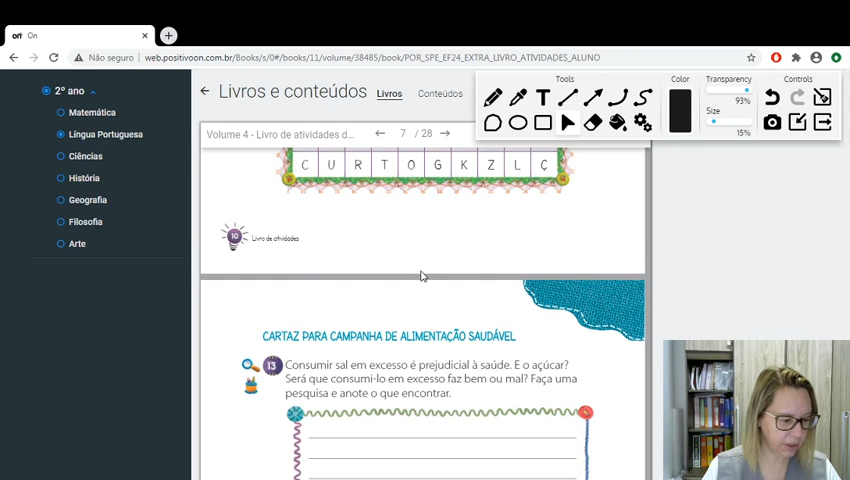 On
Não seguro
web.positivoon.com.br/Books/s/0#/books/11/volume/38485/book/POR_SPE_EF24_EXTRA_LIVRO_ATIVIDADES_ALUNO
2º ano
Matemática
Língua Portuguesa
Ciências
História
Geografia
Filosofia
Arte
Livros e conteúdos
Livros
Conteúdos
Volume 4 - Livro de atividades d...
7 / 28
Tools
Color
Transparency
93%
Size
15%
Controls
C U R T O G K Z L Ç
10
Livro de atividades
CARTAZ PARA CAMPANHA DE ALIMENTAÇÃO SAUDÁVEL
13 Consumir sal em excesso é prejudicial à saúde. E o açúcar?
Será que consumi-lo em excesso faz bem ou mal? Faça uma
pesquisa e anote o que encontrar.